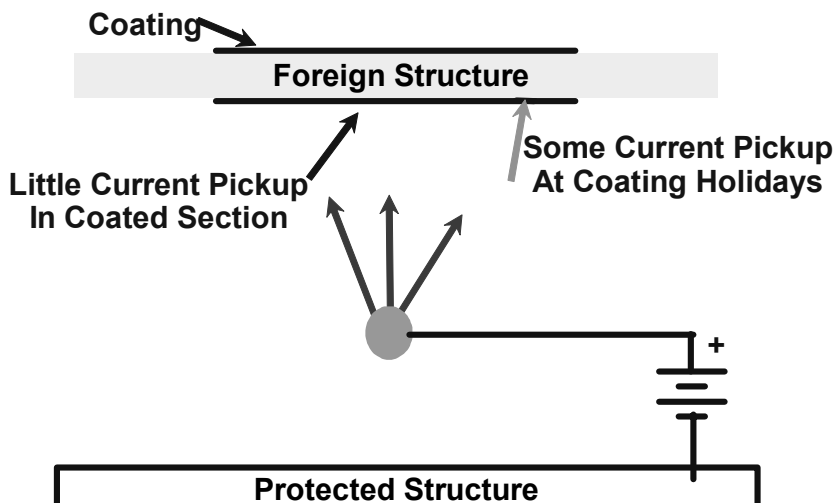 Coating
Foreign Structure
Little Current Pickup
In Coated Section
Some Current Pickup
At Coating Holidays
+
Protected Structure